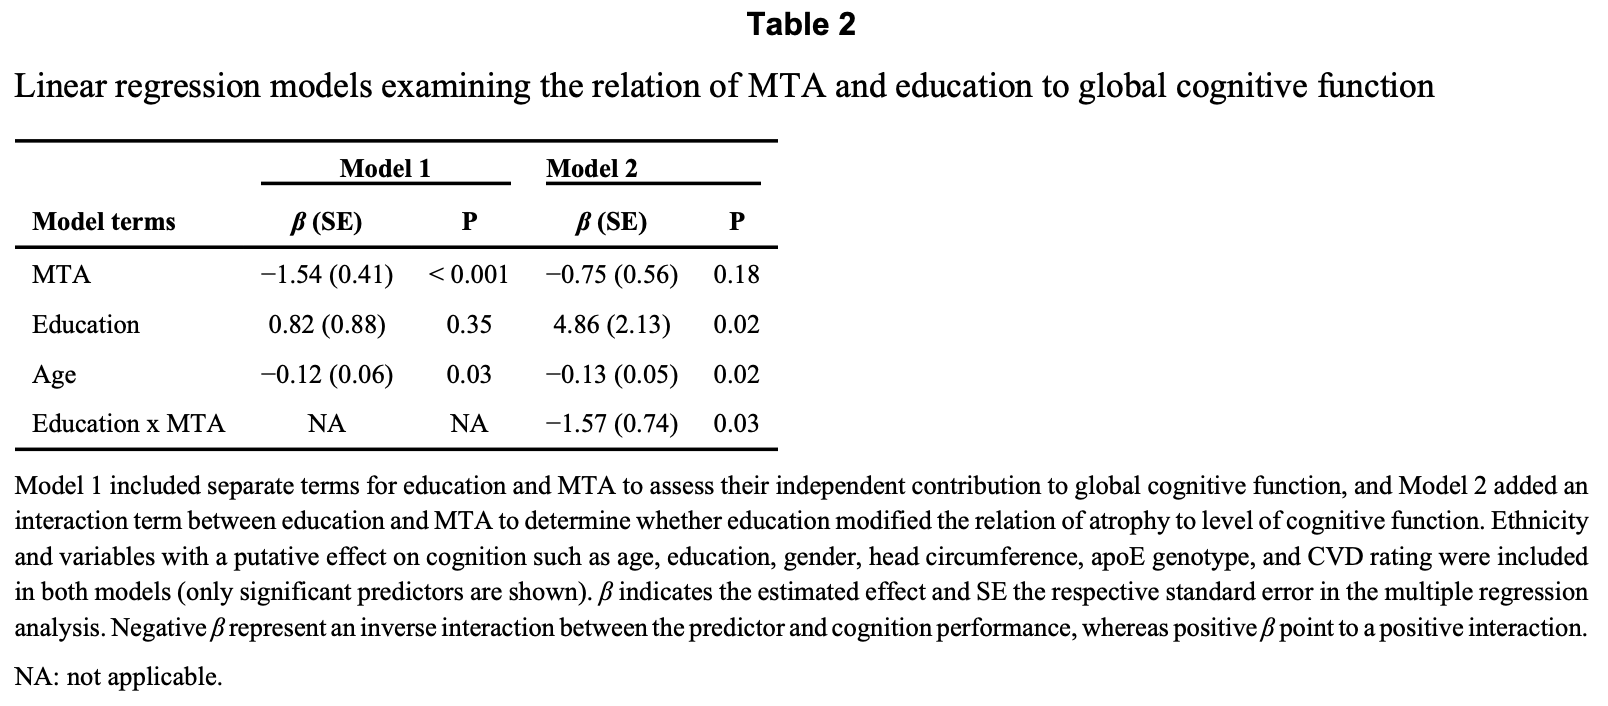 Table 2
Linear regression models examining the relation of MTA and education to global cognitive function
Model 1 Model 2
Model terms β (SE) P β (SE) P
MTA −1.54 (0.41) < 0.001 −0.75 (0.56) 0.18
Education 0.82 (0.88) 0.35 4.86 (2.13) 0.02
Age −0.12 (0.06) 0.03 −0.13 (0.05) 0.02
Education x MTA NA NA −1.57 (0.74) 0.03
Model 1 included separate terms for education and MTA to assess their independent contribution to global cognitive function, and Model 2 added an
interaction term between education and MTA to determine whether education modified the relation of atrophy to level of cognitive function. Ethnicity
and variables with a putative effect on cognition such as age, education, gender, head circumference, apoE genotype, and CVD rating were included
in both models (only significant predictors are shown). β indicates the estimated effect and SE the respective standard error in the multiple regression
analysis. Negative β represent an inverse interaction between the predictor and cognition performance, whereas positive β point to a positive interaction.
NA: not applicable.